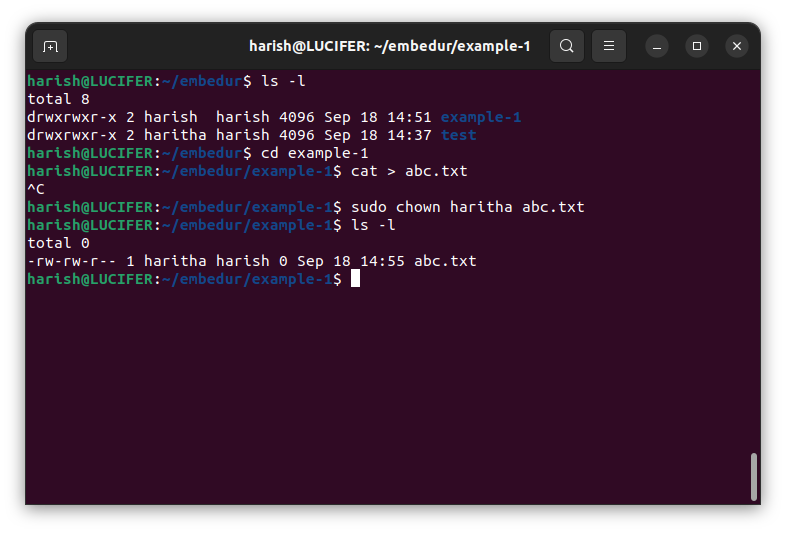 harish@LUCIFER: ~/embedur/example-1
harish@LUCIFER:~/embedur$ ls -l
total 8
drwxrwxr-x 2 harish  harish 4096 Sep 18 14:51 example-1
drwxrwxr-x 2 haritha harish 4096 Sep 18 14:37 test
harish@LUCIFER:~/embedur$ cd example-1
harish@LUCIFER:~/embedur/example-1$ cat > abc.txt
^C
harish@LUCIFER:~/embedur/example-1$ sudo chown haritha abc.txt
harish@LUCIFER:~/embedur/example-1$ ls -l
total 0
-rw-rw-r-- 1 haritha harish 0 Sep 18 14:55 abc.txt
harish@LUCIFER:~/embedur/example-1$